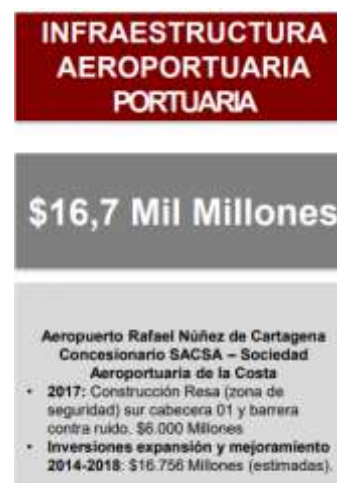 INFRAESTRUCTURA
AEROPORTUARIA
PORTUARIA
$16,7 Mil Millones
Aeropuerto Rafael Núñez de Cartagena
Concesionario SACSA – Sociedad
Aeroportuaria de la Costa
• 2017: Construcción Resa (zona de
seguridad) sur cabecera 01 y barrera
contra ruido. $6.000 Millones
• Inversiones expansión y mejoramiento
2014-2018: $16.756 Millones (estimadas).